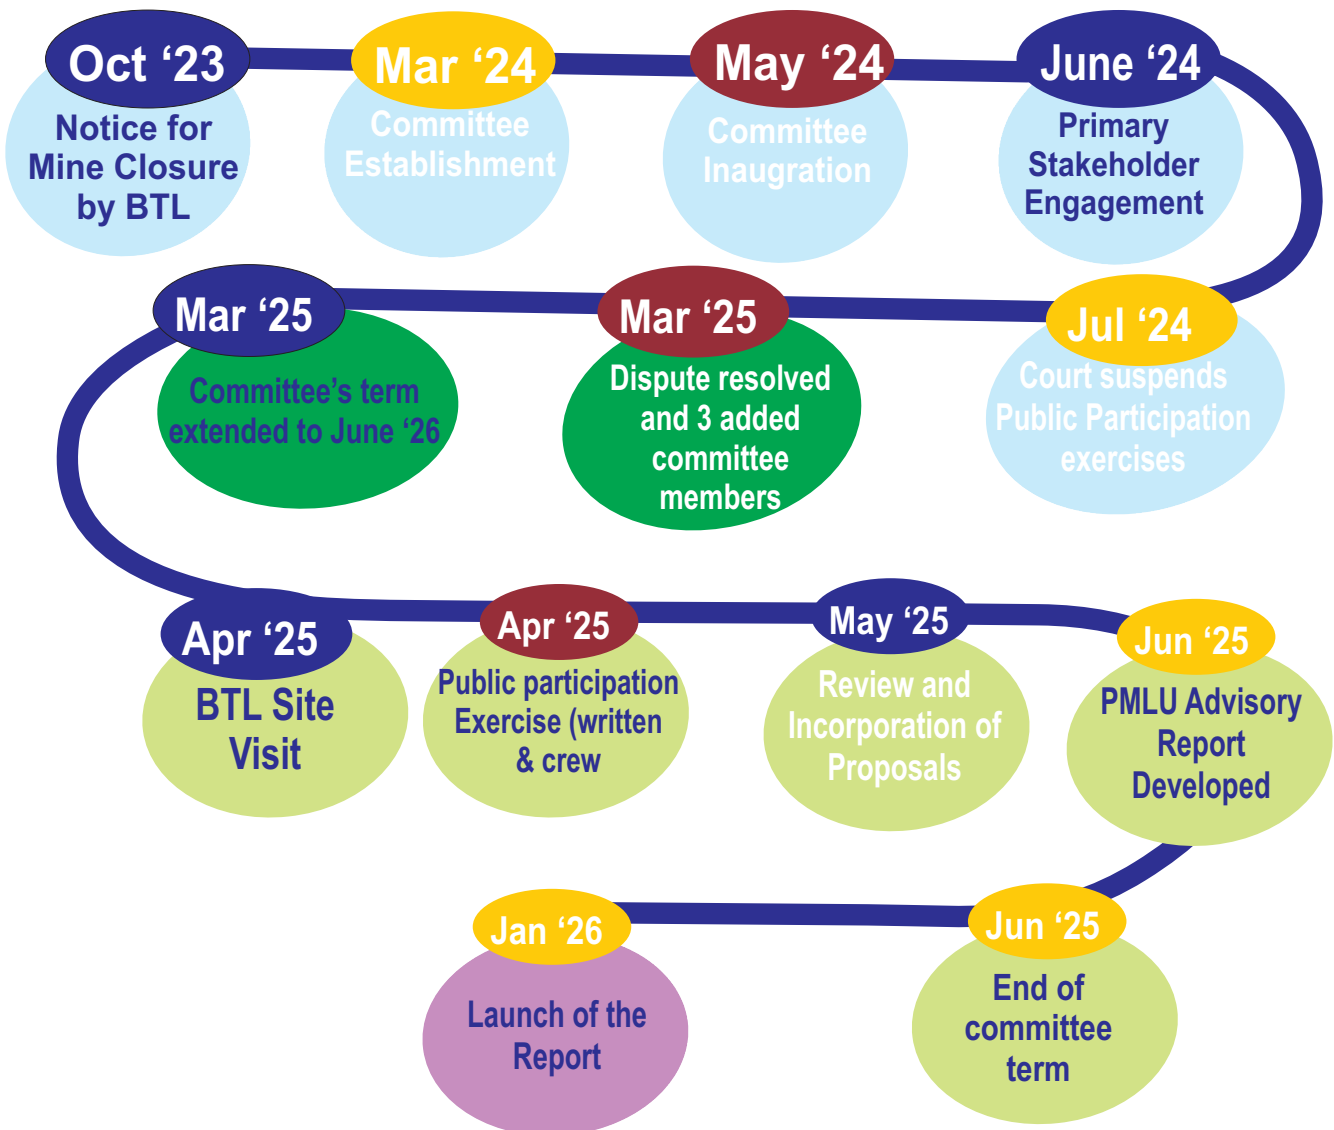 Oct ‘23
Notice for
Mine Closure
by BTL
Mar ‘24
Committee
Establishment
May ‘24
Committee
Inaugration
June ‘24
Primary
Stakeholder
Engagement
Jul ‘24
Court suspends
Public Participation
exercises
Mar ‘25
Dispute resolved
and 3 added
committee
members
Mar ‘25
Committee’s term
extended to June ‘26
Apr ‘25
BTL Site
Visit
Apr ‘25
Public participation
Exercise (written
& crew
May ‘25
Review and
Incorporation of
Proposals
Jun ‘25
PMLU Advisory
Report
Developed
Jun ‘25
End of
committee
term
Jan ‘26
Launch of the
Report